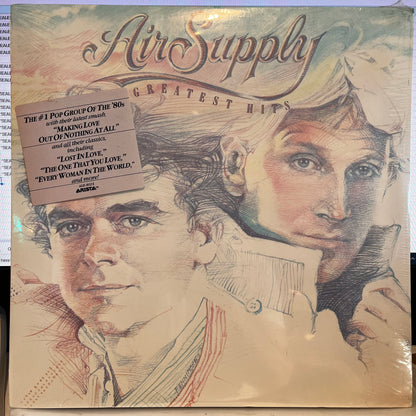 Air Supply
GREATEST HITS
THE #1 POP GROUP OF THE '80s
with their latest smash
"MAKING LOVE
OUT OF NOTHING AT ALL"
and all their classics,
including
"LOST IN LOVE,"
"THE ONE THAT YOU LOVE,"
"EVERY WOMAN IN THE WORLD,"
and more!
ARISTA